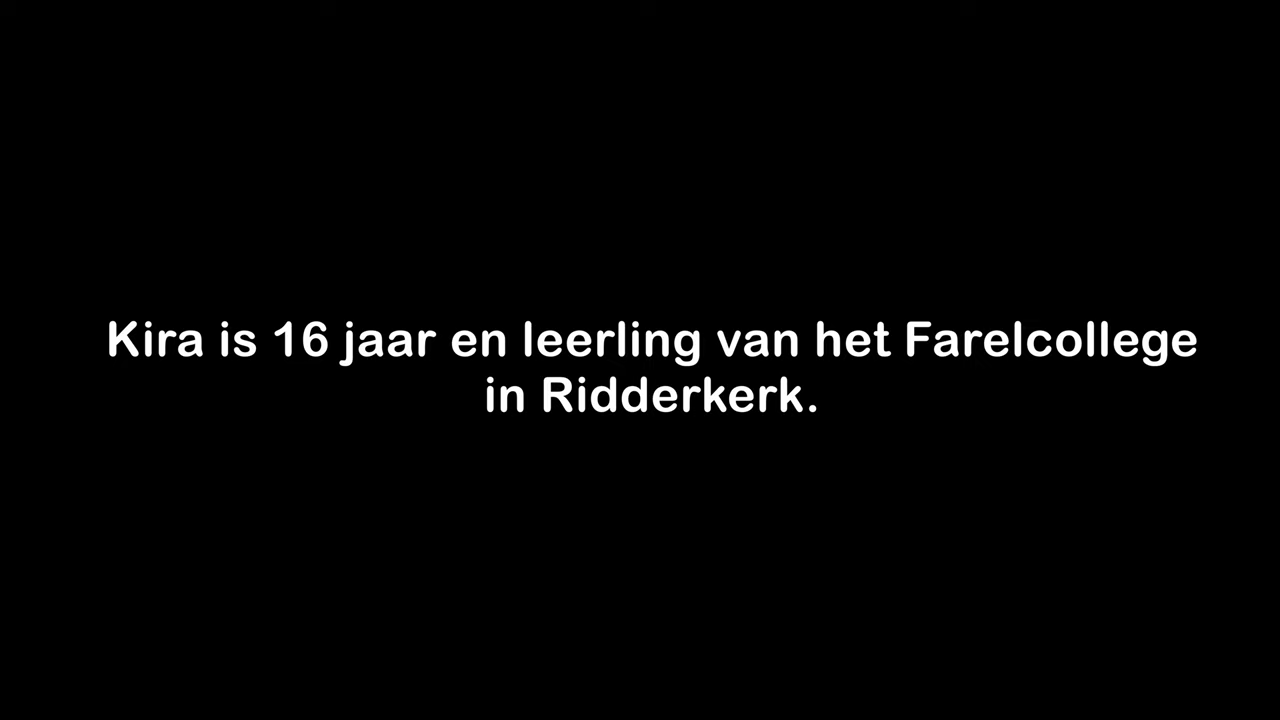 Kira is 16 jaar en leerling van het Farelcollege
in Ridderkerk.